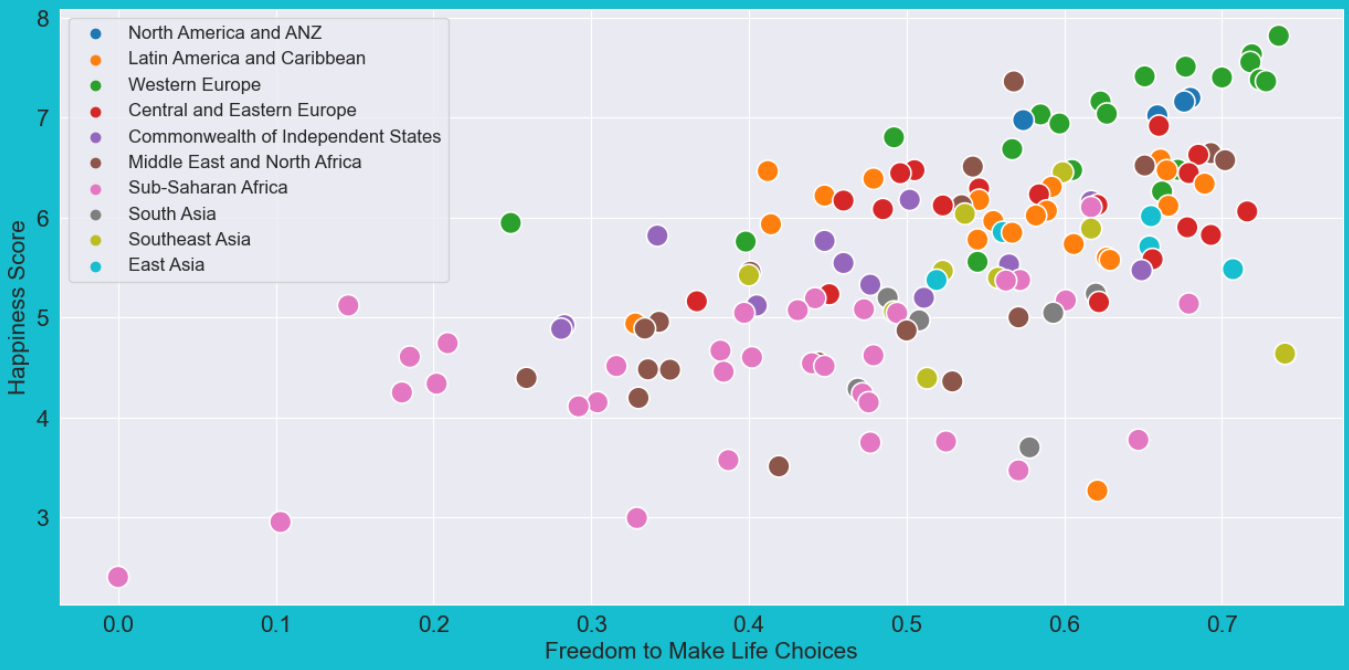 8
7
6
5
4
3
Happiness Score
North America and ANZ
Latin America and Caribbean
Western Europe
Central and Eastern Europe
Commonwealth of Independent States
Middle East and North Africa
Sub-Saharan Africa
South Asia
Southeast Asia
East Asia
0.0 0.1 0.2 0.3 0.4 0.5 0.6 0.7
Freedom to Make Life Choices